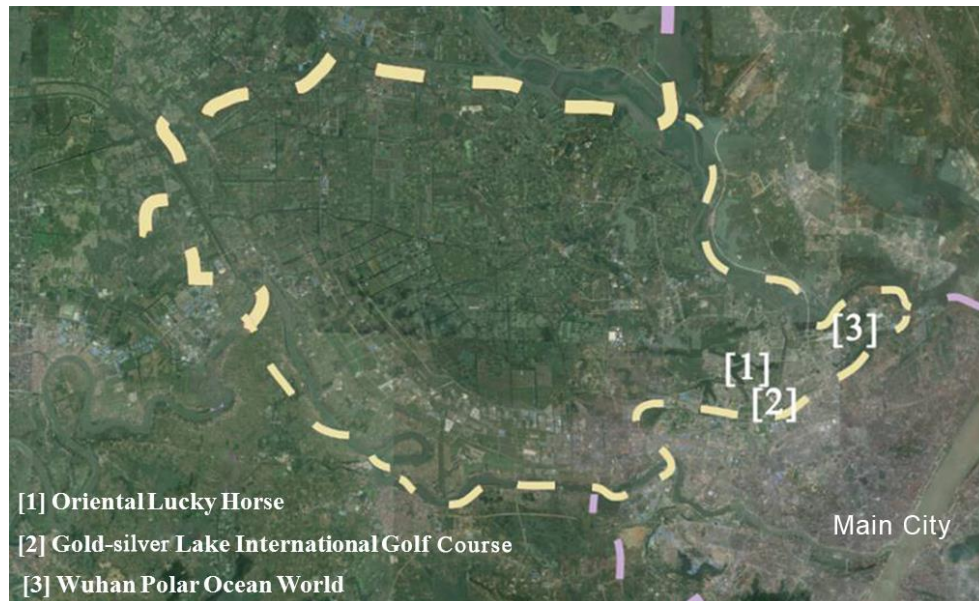 [3]
[1]
[2]
[1] Oriental Lucky Horse
[2] Gold-silver Lake International Golf Course
Main City
[3] Wuhan Polar Ocean World